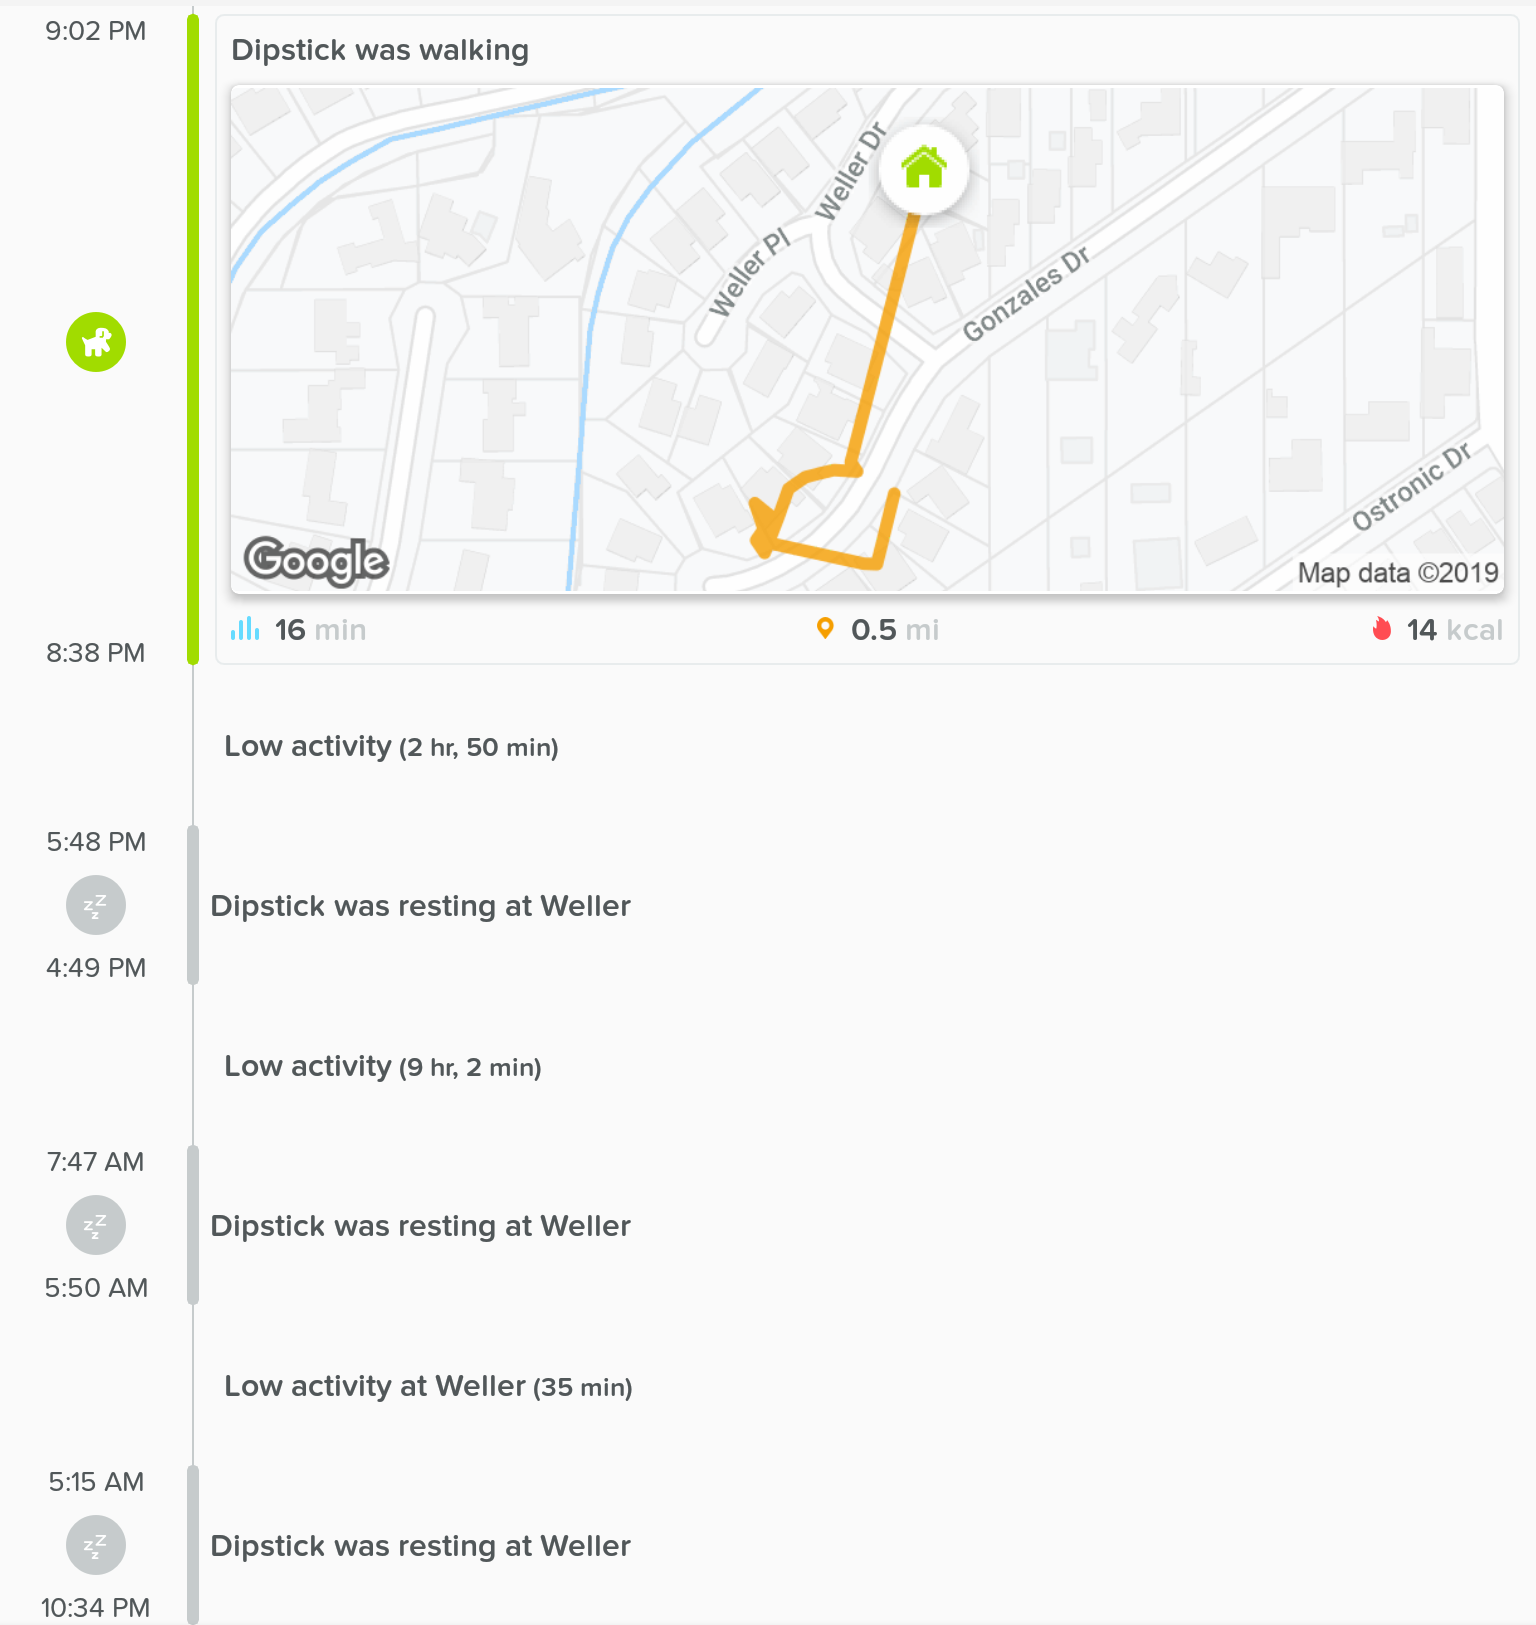 9:02 PM
Dipstick was walking
Weller Dr
Weller Pl
Gonzales Dr
Ostronic Dr
Google
Map data ©2019
16 min
0.5 mi
14 kcal
8:38 PM
Low activity (2 hr, 50 min)
5:48 PM
zZz
Dipstick was resting at Weller
4:49 PM
Low activity (9 hr, 2 min)
7:47 AM
zZz
Dipstick was resting at Weller
5:50 AM
Low activity at Weller (35 min)
5:15 AM
zZz
Dipstick was resting at Weller
10:34 PM